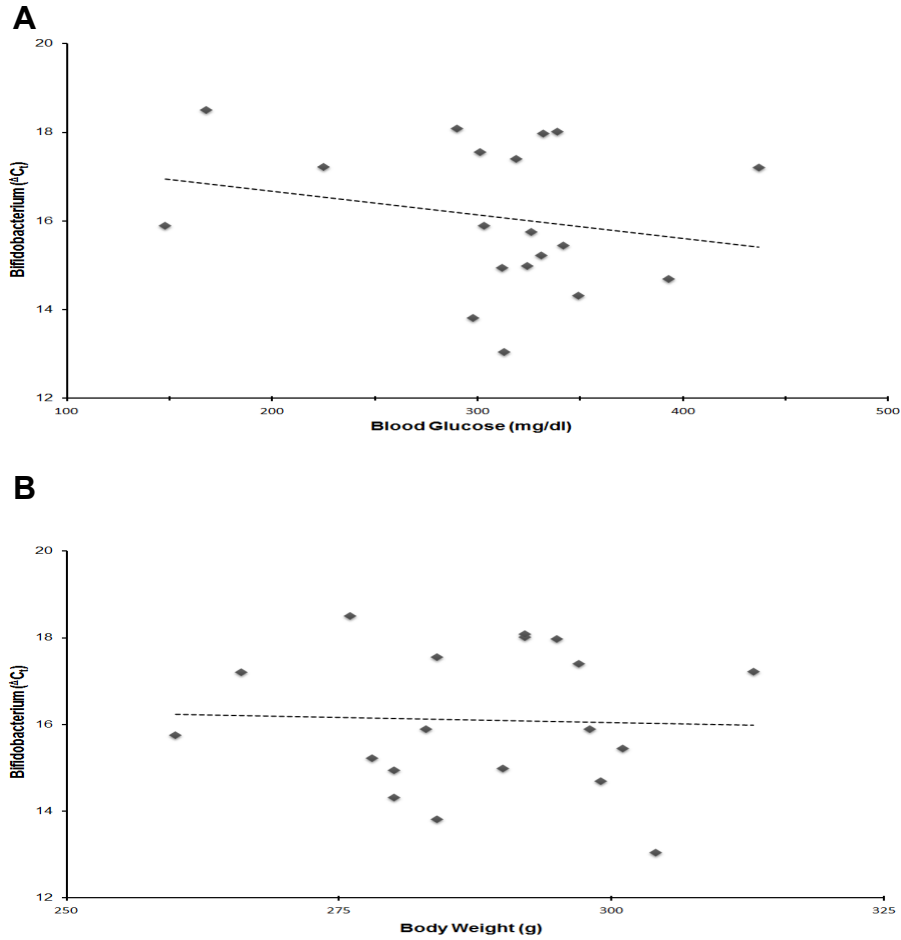 A
20
18
16
14
12
Bifidobacterium (ΔCt)
100 200 300 400 500
Blood Glucose (mg/dl)
B
20
18
16
14
12
Bifidobacterium (ΔCt)
250 275 300 325
Body Weight (g)